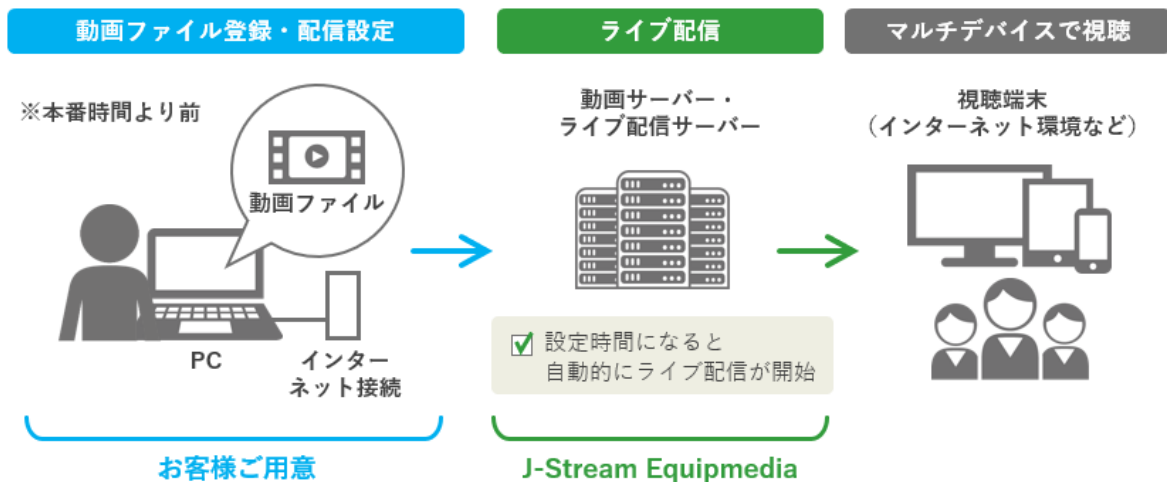 動画ファイル登録・配信設定
ライブ配信
マルチデバイスで視聴
※本番時間より前
動画ファイル
PC
インター
ネット接続
動画サーバー・
ライブ配信サーバー
設定時間になると
自動的にライブ配信が開始
視聴端末
（インターネット環境など）
お客様ご用意
J-Stream Equipmedia